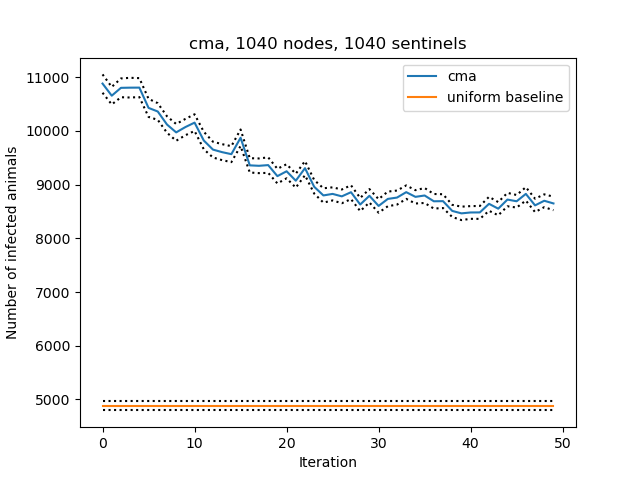 cma, 1040 nodes, 1040 sentinels
cma
uniform baseline
Number of infected animals
11000
10000
9000
8000
7000
6000
5000
0 10 20 30 40 50
Iteration